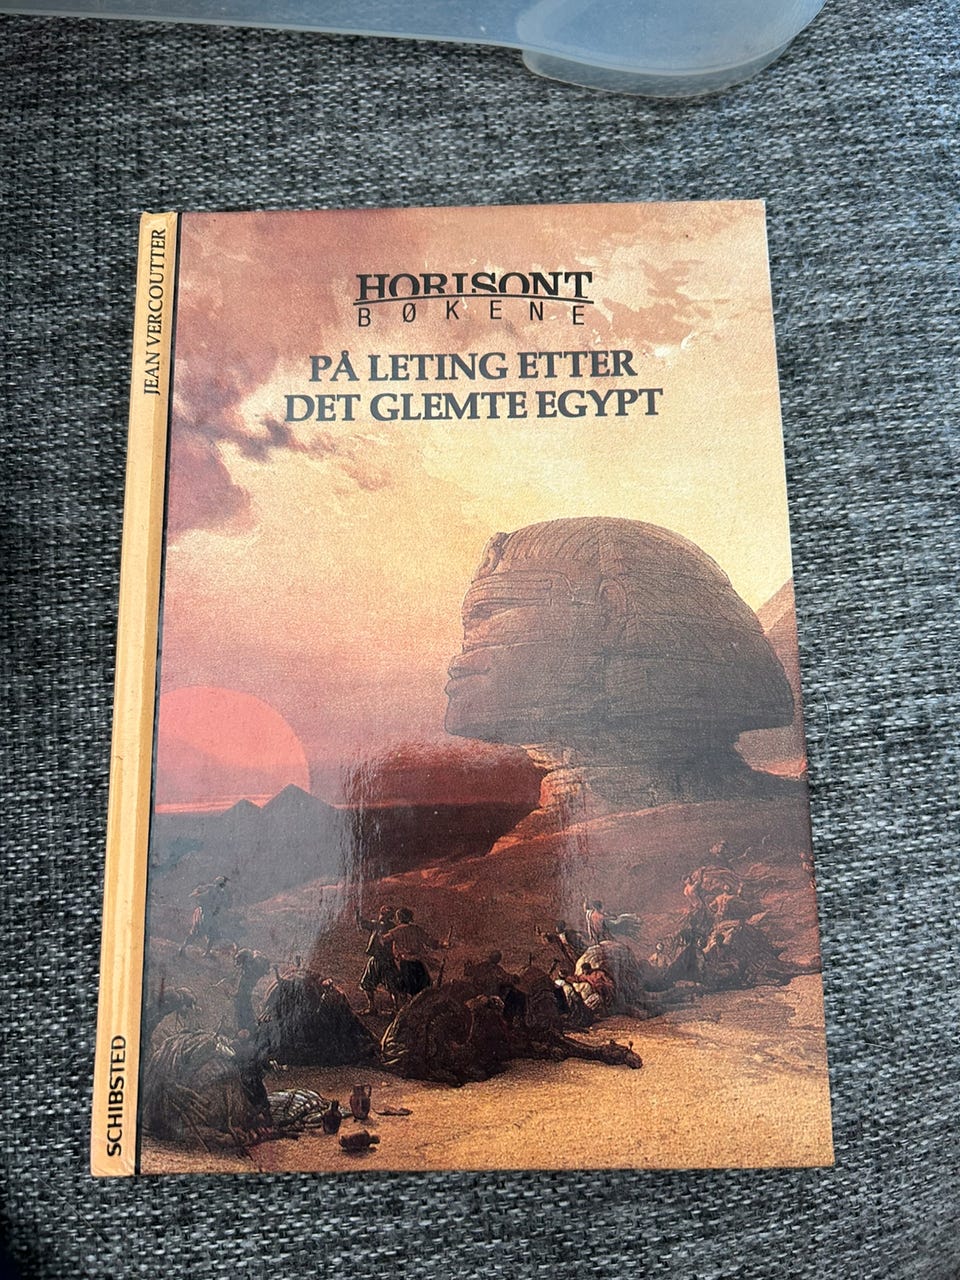 HORISONT
BØKENE
PÅ LETING ETTER
DET GLEMTE EGYPT
JEAN VERCOUTTER
SCHIBSTED